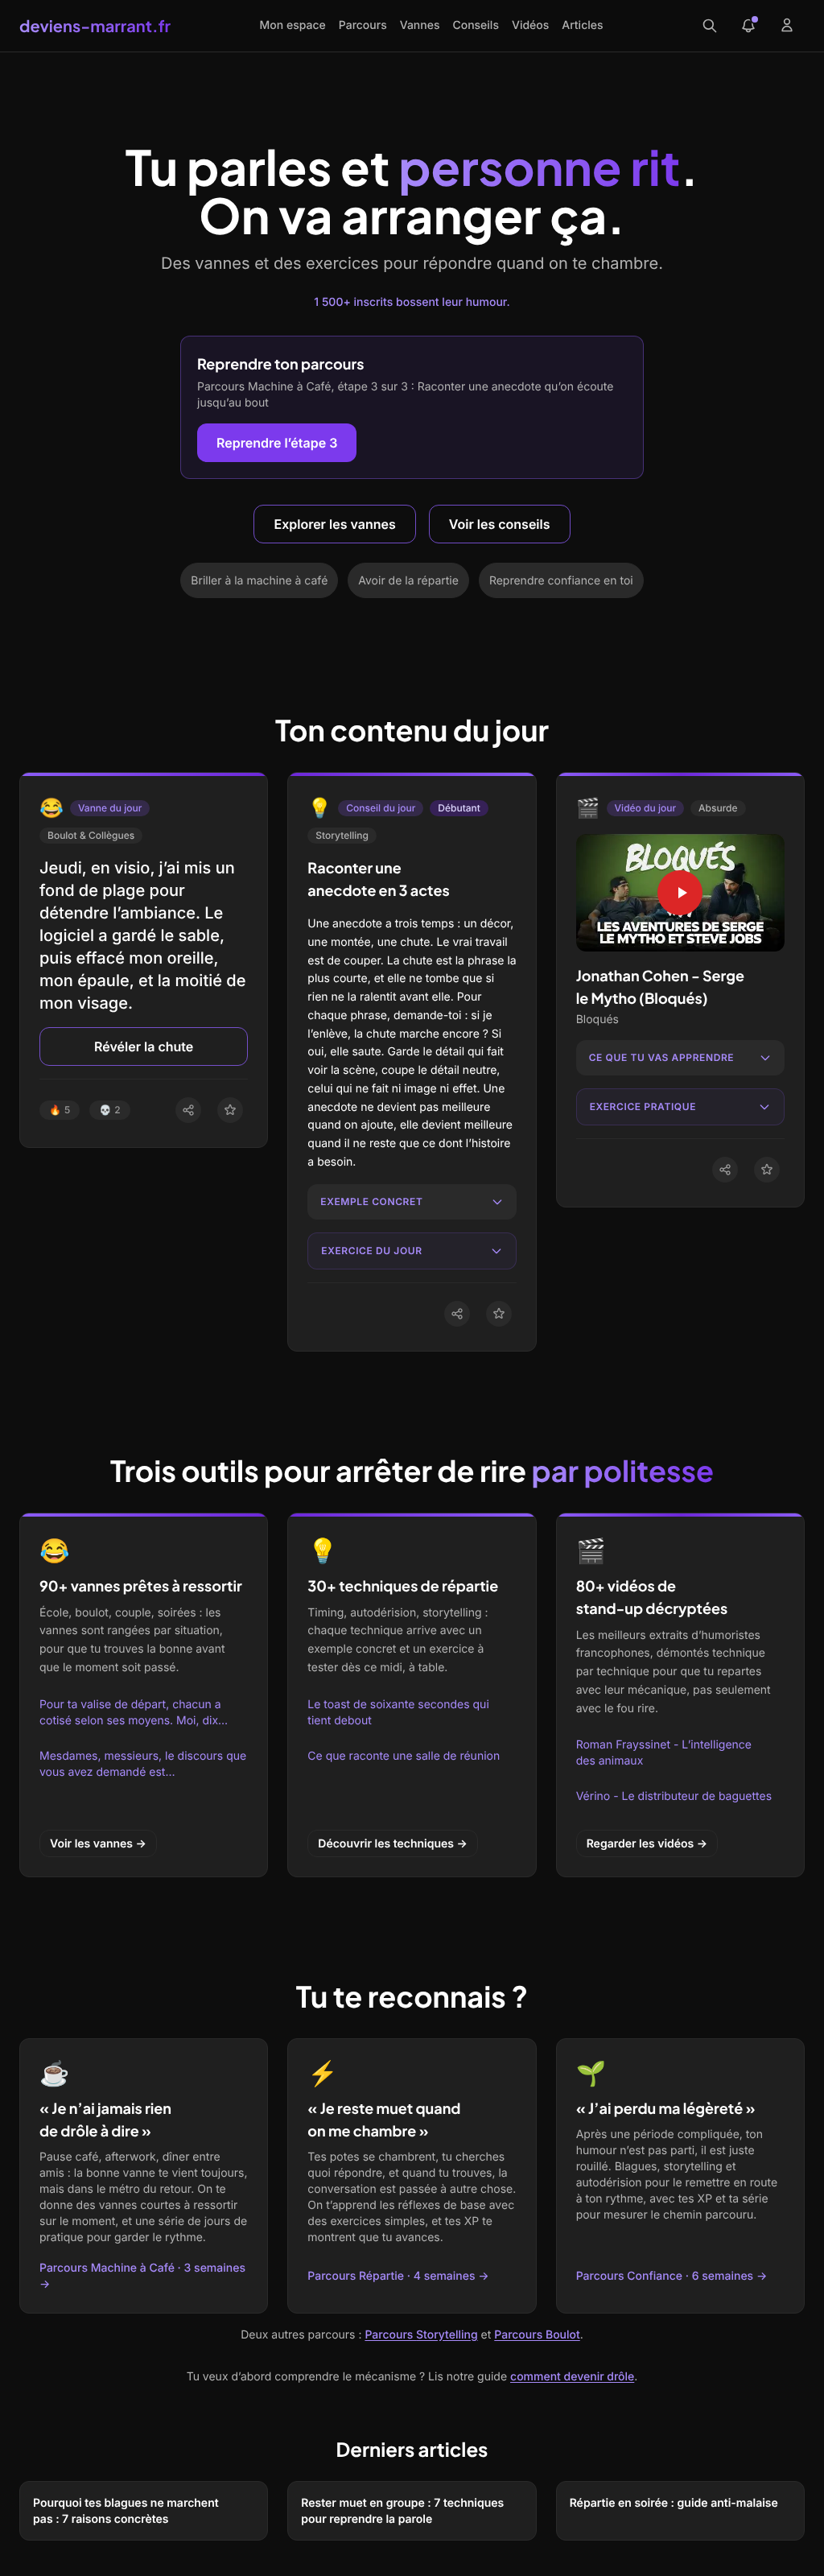 deviens-marrant.fr
Mon espace Parcours Vannes Conseils Vidéos Articles
Tu parles et personne rit.
On va arranger ça.
Des vannes et des exercices pour répondre quand on te chambre.
1 500+ inscrits bossent leur humour.
Reprendre ton parcours
Parcours Machine à Café, étape 3 sur 3 : Raconter une anecdote qu’on écoute
jusqu’au bout
Reprendre l’étape 3
Explorer les vannes
Voir les conseils
Briller à la machine à café
Avoir de la répartie
Reprendre confiance en toi
Ton contenu du jour
Vanne du jour
Boulot & Collègues
Jeudi, en visio, j’ai mis un
fond de plage pour
détendre l’ambiance. Le
logiciel a gardé le sable,
puis effacé mon oreille,
mon épaule, et la moitié de
mon visage.
Révéler la chute
5
2
Conseil du jour
Débutant
Storytelling
Raconter une
anecdote en 3 actes
Une anecdote a trois temps : un décor,
une montée, une chute. Le vrai travail
est de couper. La chute est la phrase la
plus courte, et elle ne tombe que si
rien ne la ralentit avant elle. Pour
chaque phrase, demande-toi : si je
l’enlève, la chute marche encore ? Si
oui, elle saute. Garde le détail qui fait
voir la scène, coupe le détail neutre,
celui qui ne fait ni image ni effet. Une
anecdote ne devient pas meilleure
quand on ajoute, elle devient meilleure
quand il ne reste que ce dont l’histoire
a besoin.
EXEMPLE CONCRET
EXERCICE DU JOUR
Vidéo du jour
Absurde
BLOQUÉS
LES AVENTURES DE SERGE
LE MYTHO ET STEVE JOBS
Jonathan Cohen - Serge
le Mytho (Bloqués)
Bloqués
CE QUE TU VAS APPRENDRE
EXERCICE PRATIQUE
Trois outils pour arrêter de rire par politesse
90+ vannes prêtes à ressortir
École, boulot, couple, soirées : les
vannes sont rangées par situation,
pour que tu trouves la bonne avant
que le moment soit passé.
Pour ta valise de départ, chacun a
cotisé selon ses moyens. Moi, dix…
Mesdames, messieurs, le discours que
vous avez demandé est…
Voir les vannes →
30+ techniques de répartie
Timing, autodérision, storytelling :
chaque technique arrive avec un
exemple concret et un exercice à
tester dès ce midi, à table.
Le toast de soixante secondes qui
tient debout
Ce que raconte une salle de réunion
Découvrir les techniques →
80+ vidéos de
stand-up décryptées
Les meilleurs extraits d’humoristes
francophones, démontés technique
par technique pour que tu repartes
avec leur mécanique, pas seulement
avec le fou rire.
Roman Frayssinet - L’intelligence
des animaux
Vérino - Le distributeur de baguettes
Regarder les vidéos →
Tu te reconnais ?
« Je n’ai jamais rien
de drôle à dire »
Pause café, afterwork, dîner entre
amis : la bonne vanne te vient toujours,
mais dans le métro du retour. On te
donne des vannes courtes à ressortir
sur le moment, et une série de jours de
pratique pour garder le rythme.
Parcours Machine à Café · 3 semaines
→
« Je reste muet quand
on me chambre »
Tes potes se chambrent, tu cherches
quoi répondre, et quand tu trouves, la
conversation est passée à autre chose.
On t’apprend les réflexes de base avec
des exercices simples, et tes XP te
montrent que tu avances.
Parcours Répartie · 4 semaines →
« J’ai perdu ma légèreté »
Après une période compliquée, ton
humour n’est pas parti, il est juste
rouillé. Blagues, storytelling et
autodérision pour le remettre en route
à ton rythme, avec tes XP et ta série
pour mesurer le chemin parcouru.
Parcours Confiance · 6 semaines →
Deux autres parcours : Parcours Storytelling et Parcours Boulot.
Tu veux d’abord comprendre le mécanisme ? Lis notre guide comment devenir drôle.
Derniers articles
Pourquoi tes blagues ne marchent
pas : 7 raisons concrètes
Rester muet en groupe : 7 techniques
pour reprendre la parole
Répartie en soirée : guide anti-malaise